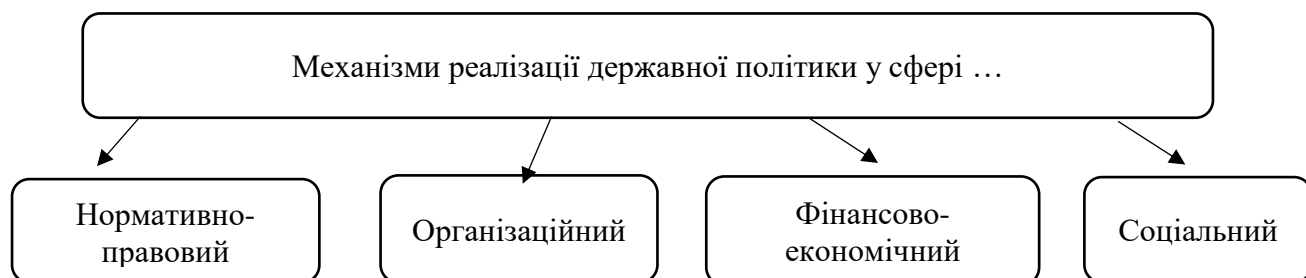 Механізми реалізації державної політики у сфері …
Нормативно-
правовий
Організаційний
Фінансово-
економічний
Соціальний